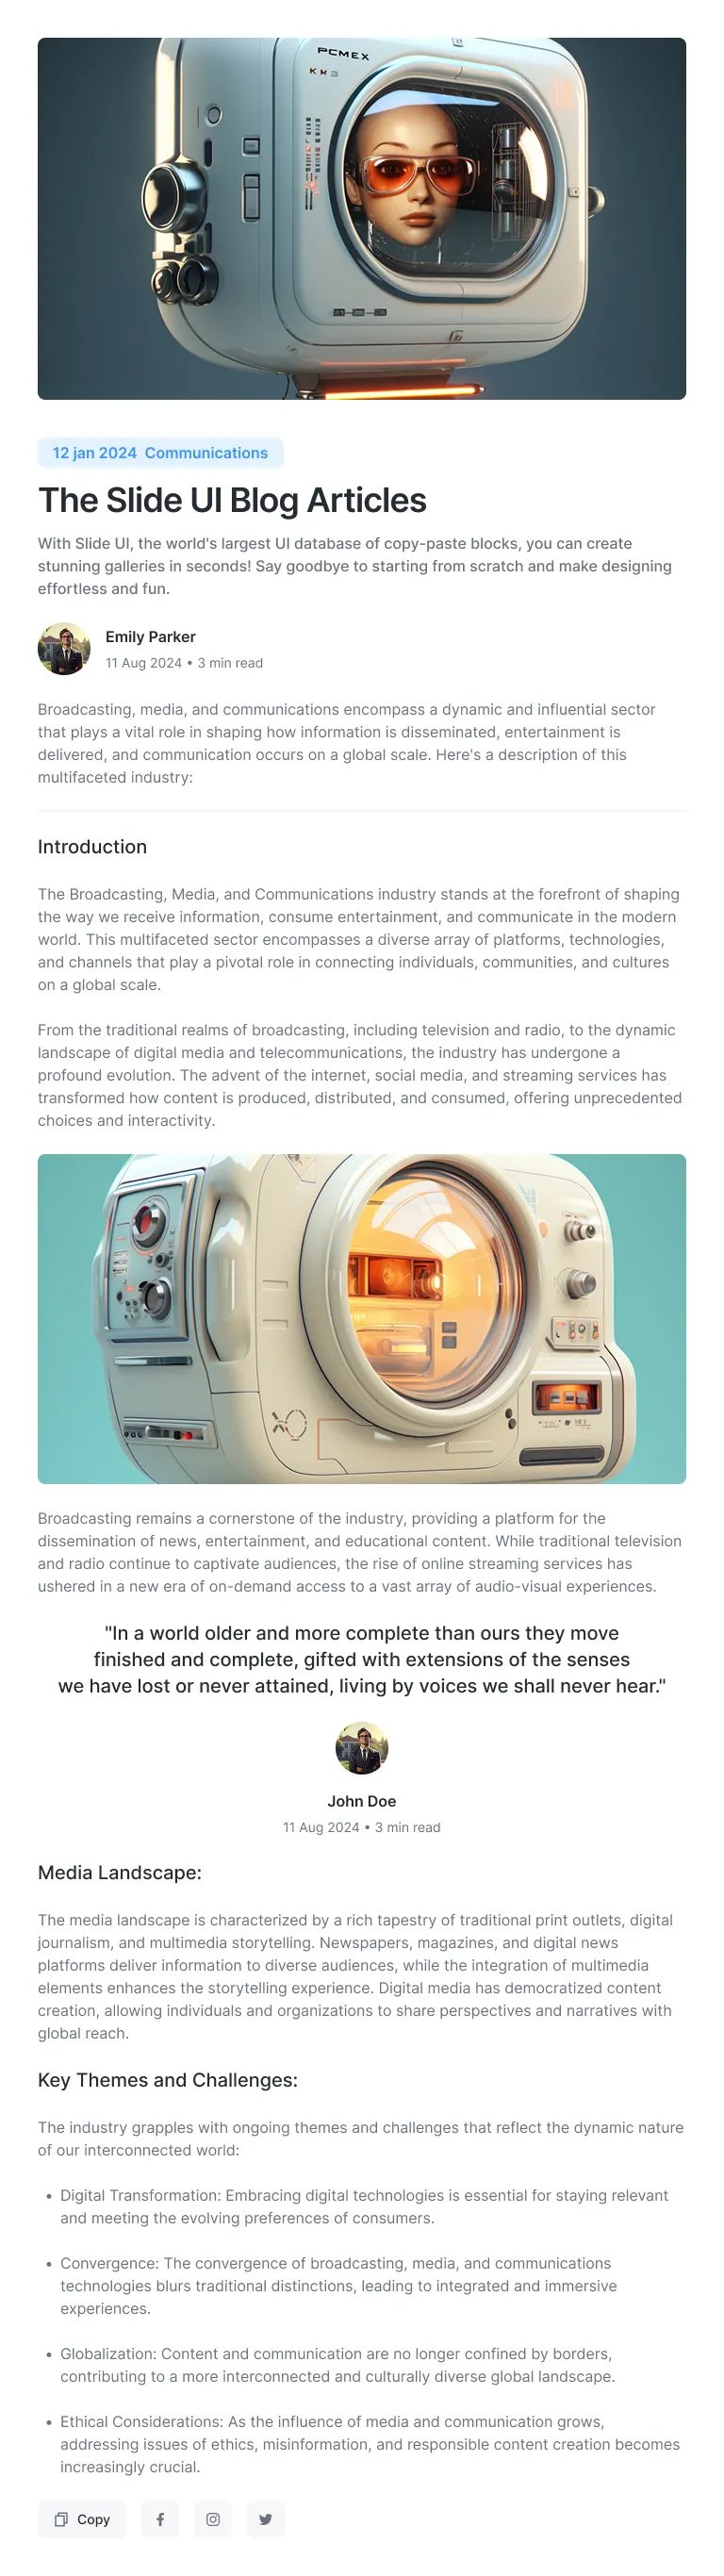 PCMEX
12 jan 2024 Communications
The Slide UI Blog Articles
With Slide UI, the world's largest UI database of copy-paste blocks, you can create
stunning galleries in seconds! Say goodbye to starting from scratch and make designing
effortless and fun.
Emily Parker
11 Aug 2024 • 3 min read
Broadcasting, media, and communications encompass a dynamic and influential sector
that plays a vital role in shaping how information is disseminated, entertainment is
delivered, and communication occurs on a global scale. Here's a description of this
multifaceted industry:
Introduction
The Broadcasting, Media, and Communications industry stands at the forefront of shaping
the way we receive information, consume entertainment, and communicate in the modern
world. This multifaceted sector encompasses a diverse array of platforms, technologies,
and channels that play a pivotal role in connecting individuals, communities, and cultures
on a global scale.
From the traditional realms of broadcasting, including television and radio, to the dynamic
landscape of digital media and telecommunications, the industry has undergone a
profound evolution. The advent of the internet, social media, and streaming services has
transformed how content is produced, distributed, and consumed, offering unprecedented
choices and interactivity.
Broadcasting remains a cornerstone of the industry, providing a platform for the
dissemination of news, entertainment, and educational content. While traditional television
and radio continue to captivate audiences, the rise of online streaming services has
ushered in a new era of on-demand access to a vast array of audio-visual experiences.
"In a world older and more complete than ours they move
finished and complete, gifted with extensions of the senses
we have lost or never attained, living by voices we shall never hear."
John Doe
11 Aug 2024 • 3 min read
Media Landscape:
The media landscape is characterized by a rich tapestry of traditional print outlets, digital
journalism, and multimedia storytelling. Newspapers, magazines, and digital news
platforms deliver information to diverse audiences, while the integration of multimedia
elements enhances the storytelling experience. Digital media has democratized content
creation, allowing individuals and organizations to share perspectives and narratives with
global reach.
Key Themes and Challenges:
The industry grapples with ongoing themes and challenges that reflect the dynamic nature
of our interconnected world:
• Digital Transformation: Embracing digital technologies is essential for staying relevant
and meeting the evolving preferences of consumers.
• Convergence: The convergence of broadcasting, media, and communications
technologies blurs traditional distinctions, leading to integrated and immersive
experiences.
• Globalization: Content and communication are no longer confined by borders,
contributing to a more interconnected and culturally diverse global landscape.
• Ethical Considerations: As the influence of media and communication grows,
addressing issues of ethics, misinformation, and responsible content creation becomes
increasingly crucial.
Copy